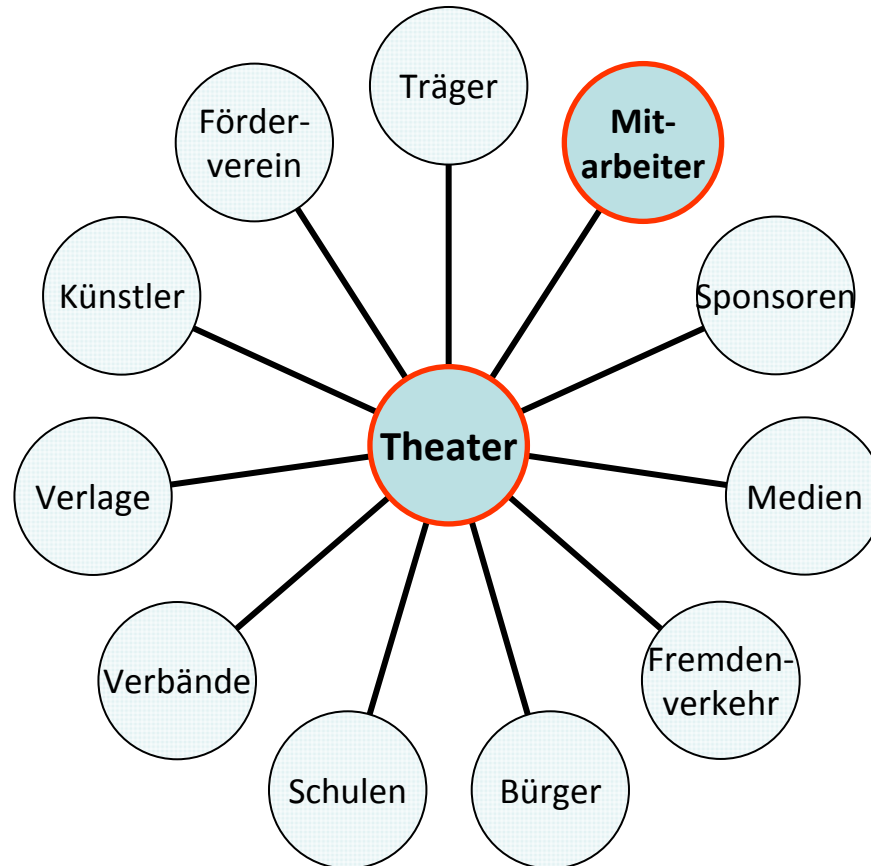 Träger
Mit-
arbeiter
Förder-
verein
Künstler
Sponsoren
Theater
Verlage
Medien
Verbände
Fremden-
verkehr
Schulen
Bürger